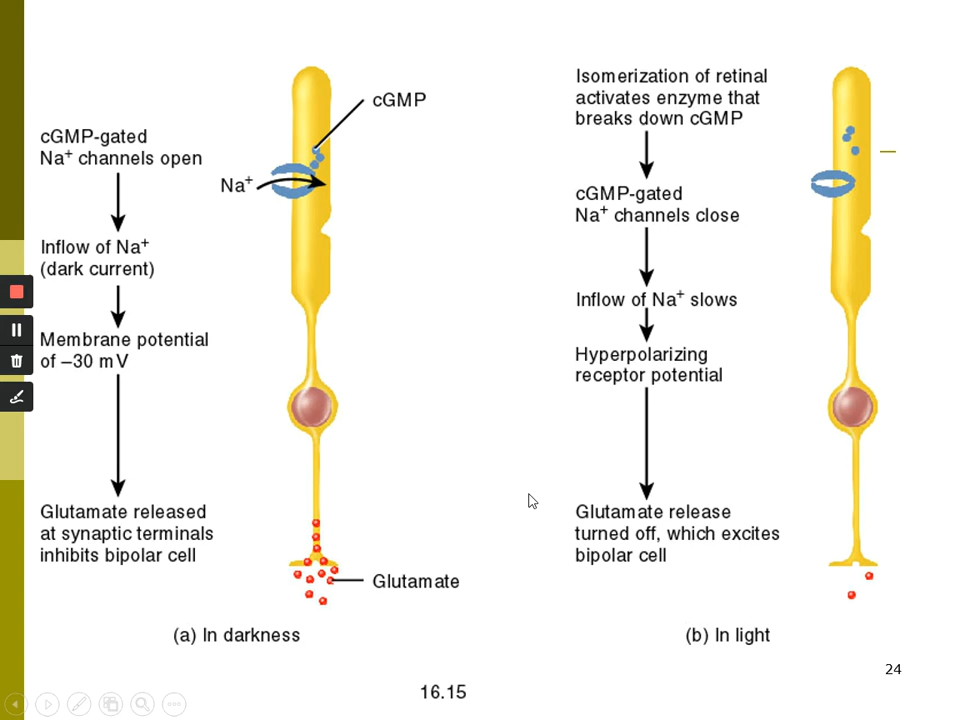 cGMP-gated
Na+ channels open
Inflow of Na+
(dark current)
Membrane potential
of –30 mV
Glutamate released
at synaptic terminals
inhibits bipolar cell
cGMP
Na+
Glutamate
(a) In darkness
Isomerization of retinal
activates enzyme that
breaks down cGMP
cGMP-gated
Na+ channels close
Inflow of Na+ slows
Hyperpolarizing
receptor potential
Glutamate release
turned off, which excites
bipolar cell
(b) In light
24
16.15